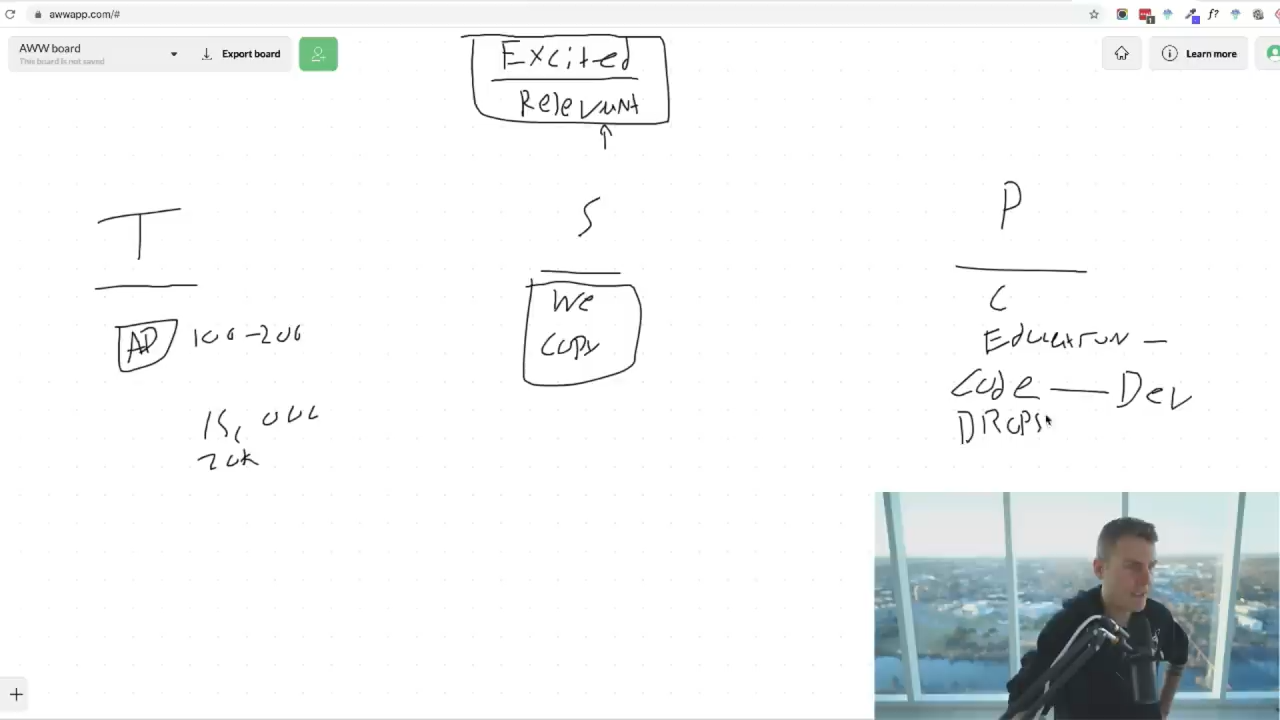 awwapp.com/#
AWW board
This board is not saved
Export board
Learn more
Excited
Relevant
T
S
P
AD 100-200
We
Copy
C
Education —
Code — Dev
DROPS
15,000
20k